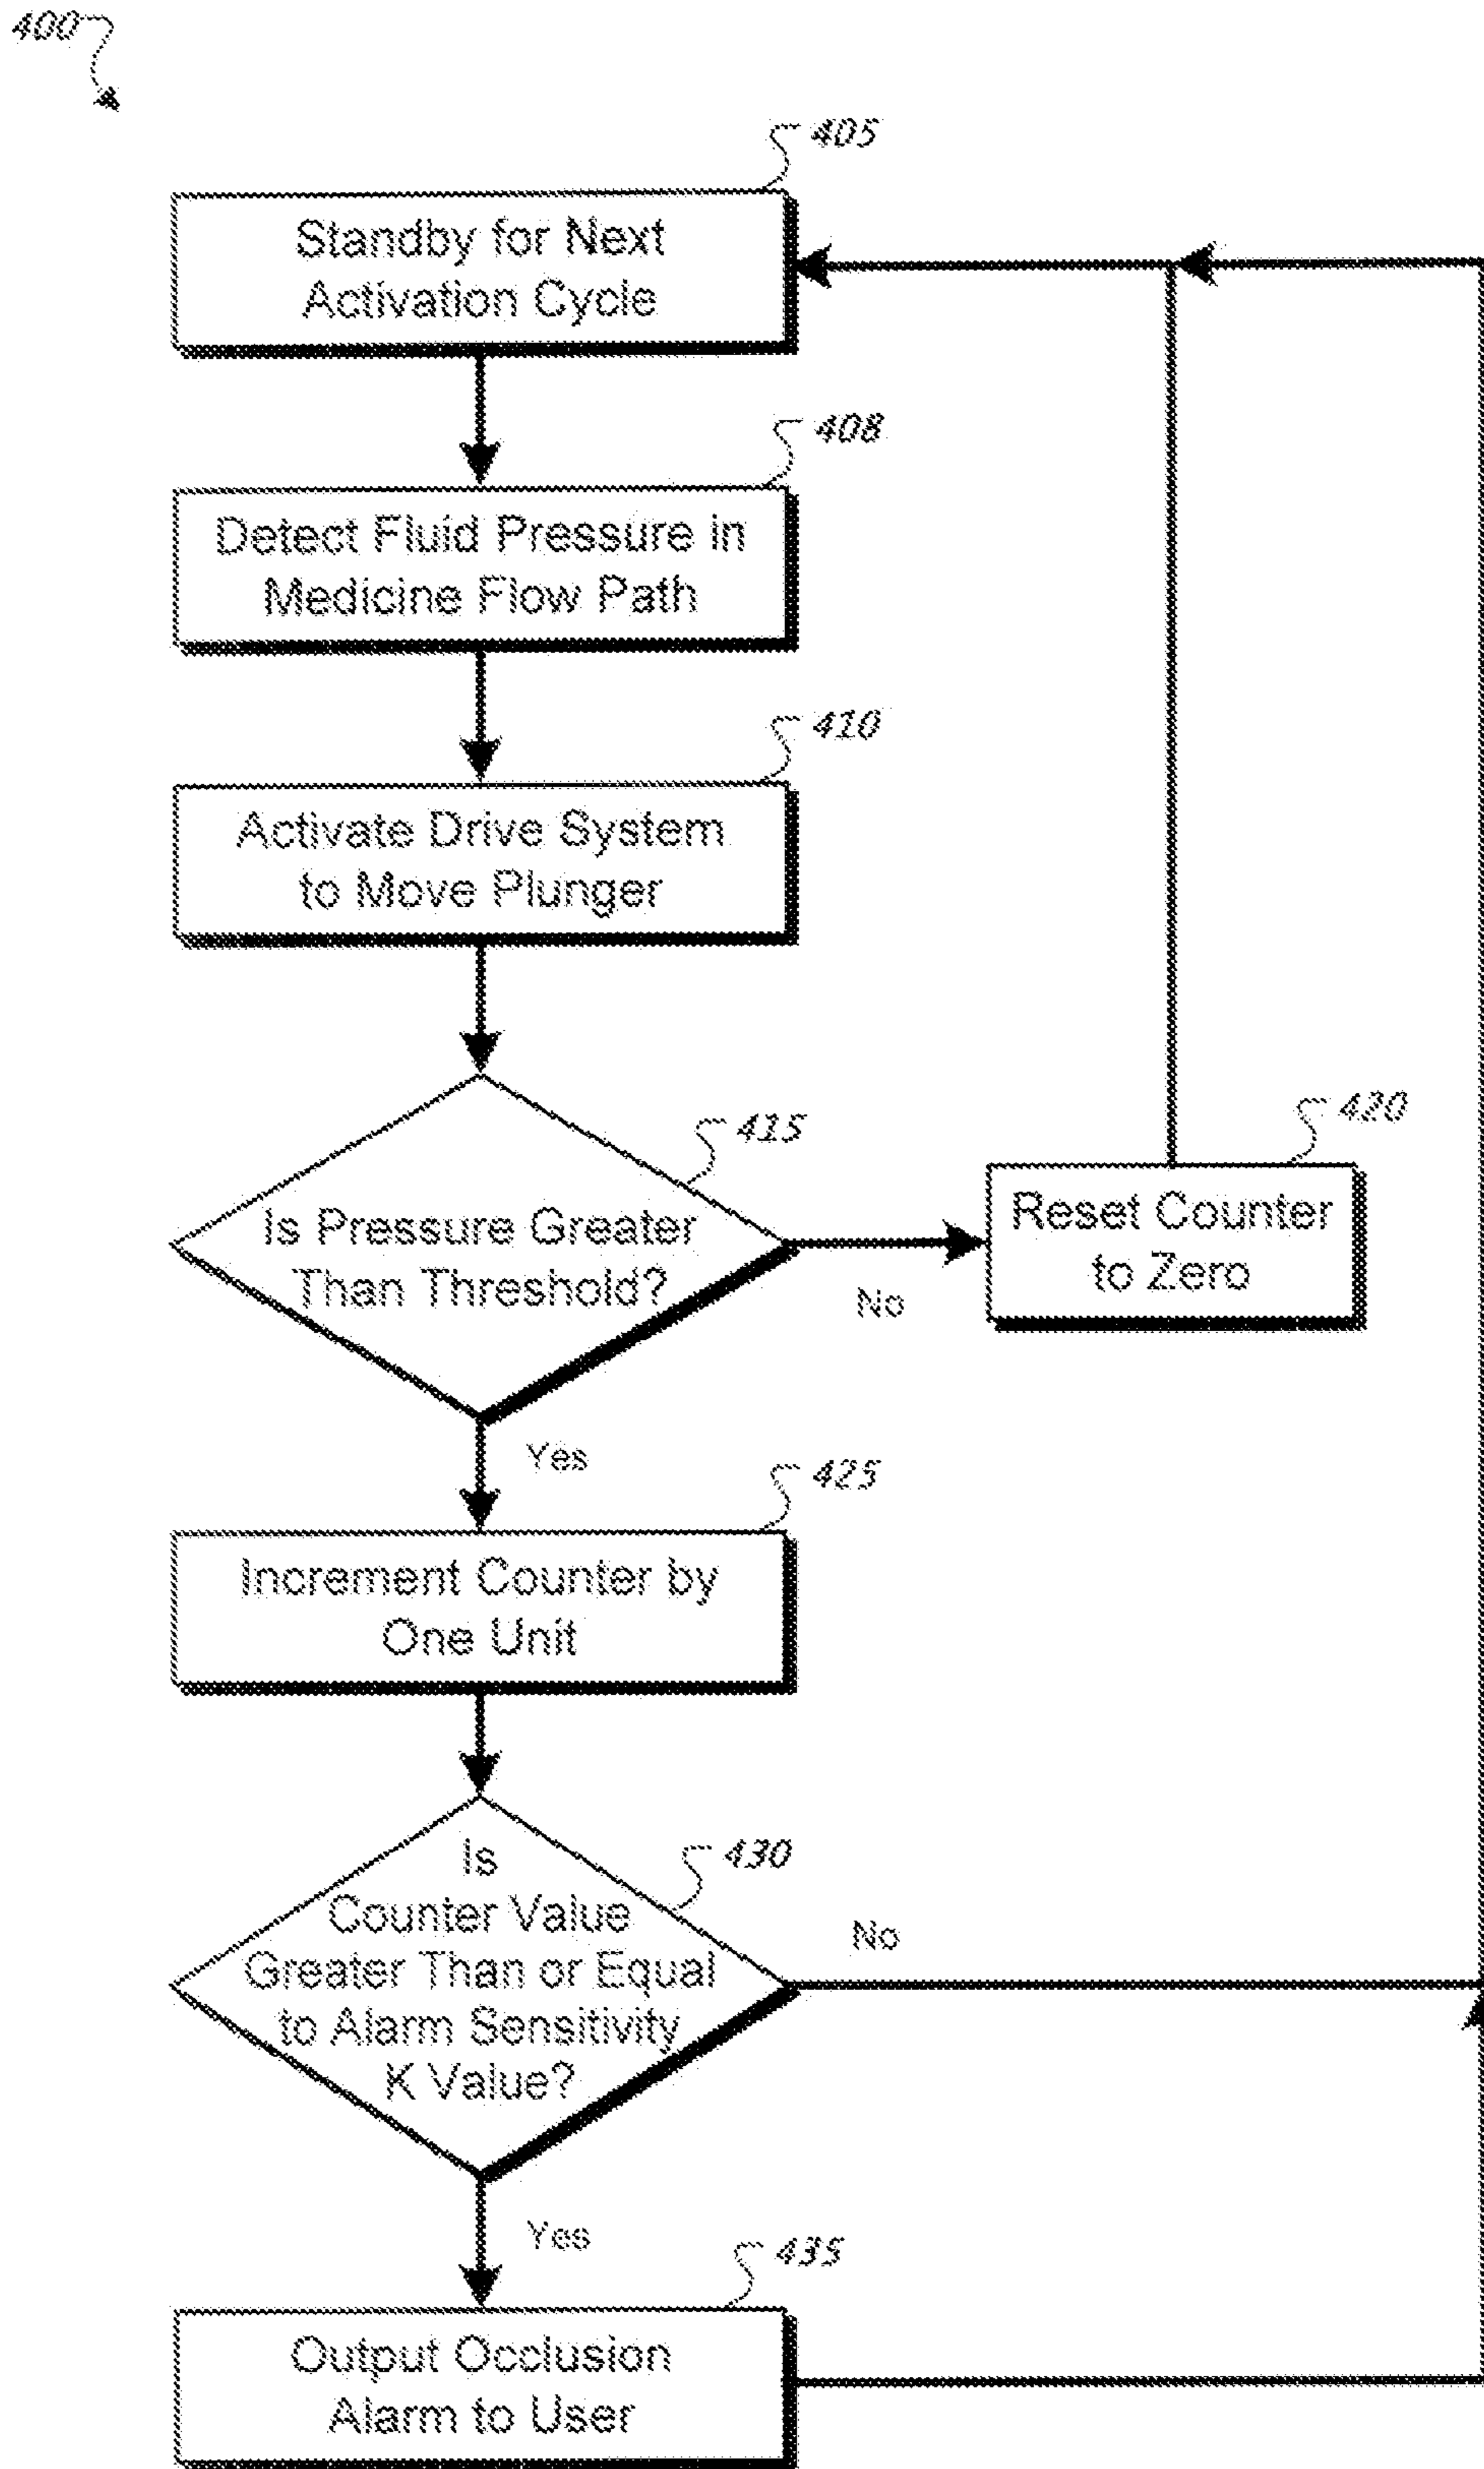 400
405
Standby for Next
Activation Cycle
408
Detect Fluid Pressure in
Medicine Flow Path
410
Activate Drive System
to Move Plunger
415
Is Pressure Greater
Than Threshold?
No
420
Reset Counter
to Zero
Yes
425
Increment Counter by
One Unit
430
Is
Counter Value
Greater Than or Equal
to Alarm Sensitivity
K Value?
No
Yes
435
Output Occlusion
Alarm to User